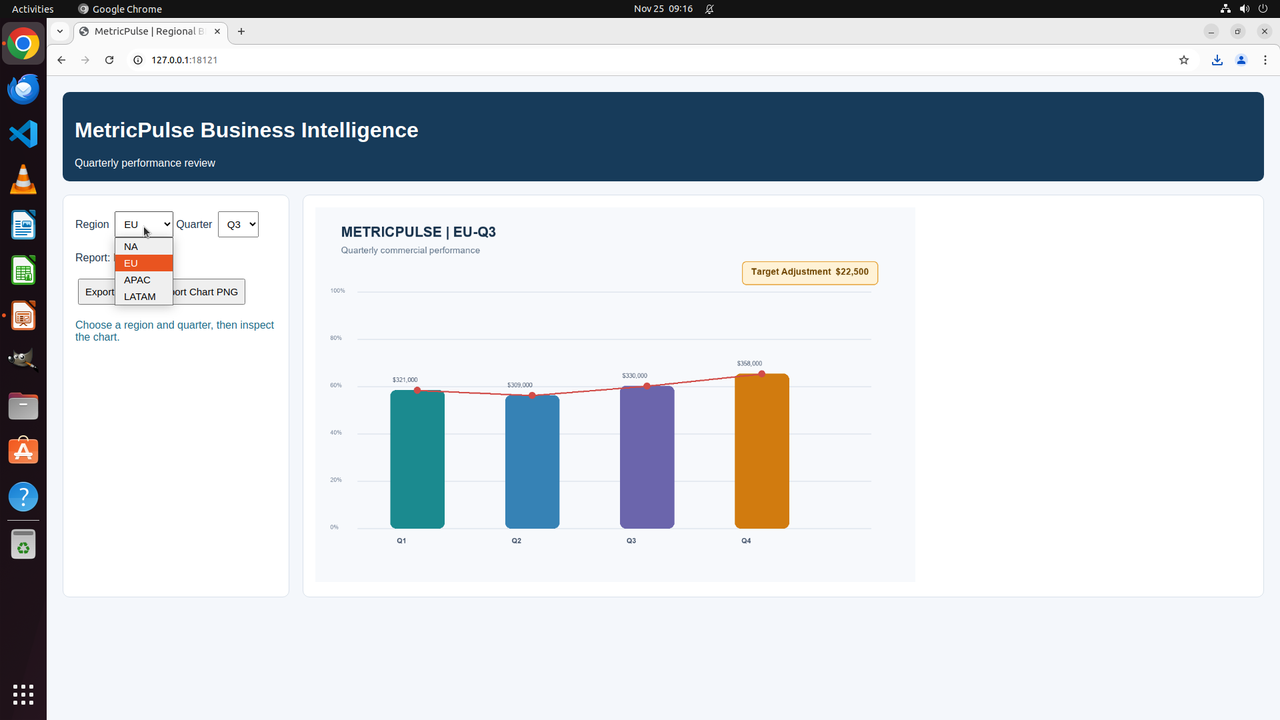 Activities
Google Chrome
Nov 25 09:16
MetricPulse | Regional B
127.0.0.1:18121
MetricPulse Business Intelligence
Quarterly performance review
Region
EU
Quarter
Q3
NA
EU
APAC
LATAM
Report:
Export
ort Chart PNG
Choose a region and quarter, then inspect
the chart.
METRICPULSE | EU-Q3
Quarterly commercial performance
Target Adjustment $22,500
100%
80%
60%
40%
20%
0%
$321,000
$309,000
$330,000
$358,000
Q1
Q2
Q3
Q4